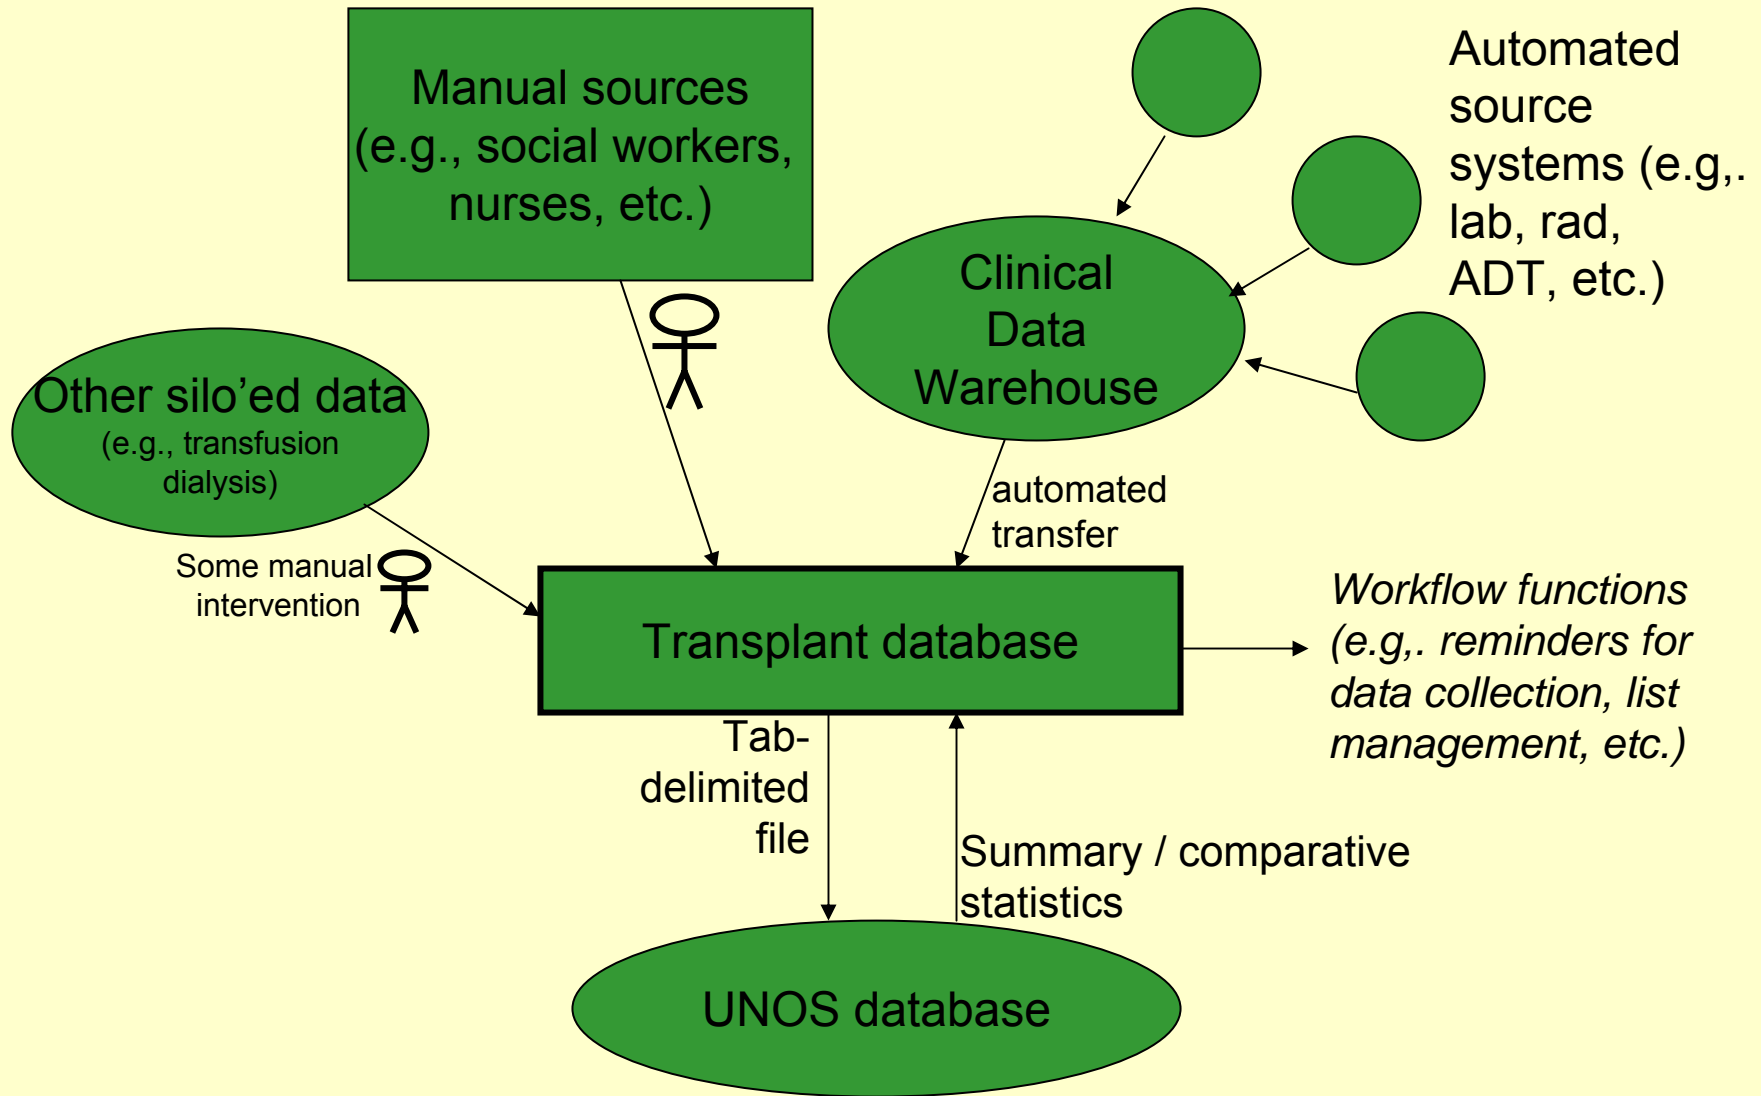 Manual sources
(e.g., social workers,
nurses, etc.)
Automated
source
systems (e.g,.
lab, rad,
ADT, etc.)
Clinical
Data
Warehouse
Other silo’ed data
(e.g., transfusion
dialysis)
Some manual
intervention
automated
transfer
Transplant database
Workflow functions
(e.g,. reminders for
data collection, list
management, etc.)
Tab-
delimited
file
Summary / comparative
statistics
UNOS database